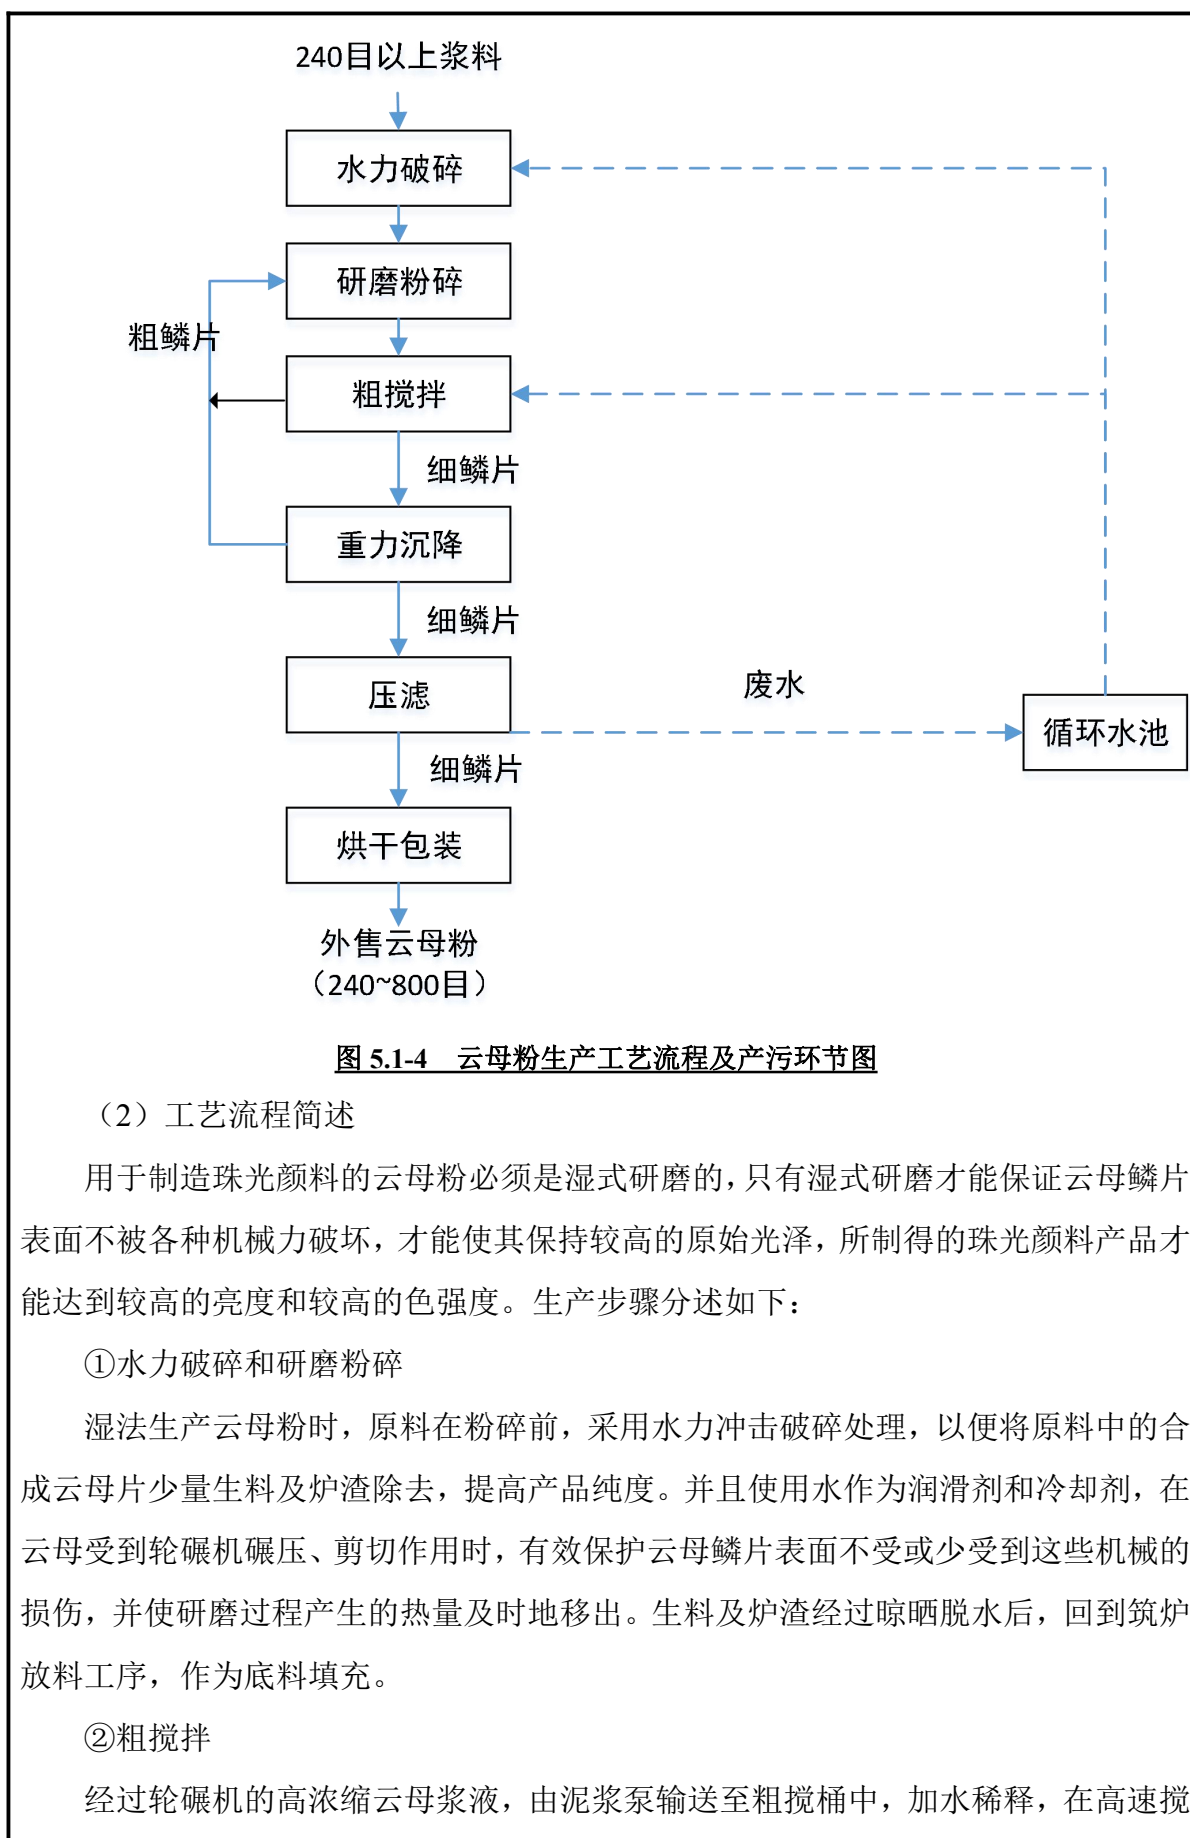 240目以上浆料
水力破碎
研磨粉碎
粗鳞片
粗搅拌
细鳞片
重力沉降
细鳞片
压滤
废水
循环水池
细鳞片
烘干包装
外售云母粉
（240~800目）
图 5.1-4 云母粉生产工艺流程及产污环节图
（2）工艺流程简述
用于制造珠光颜料的云母粉必须是湿式研磨的，只有湿式研磨才能保证云母鳞片
表面不被各种机械力破坏，才能使其保持较高的原始光泽，所制得的珠光颜料产品才
能达到较高的亮度和较高的色强度。生产步骤分述如下：
①水力破碎和研磨粉碎
湿法生产云母粉时，原料在粉碎前，采用水力冲击破碎处理，以便将原料中的合
成云母片少量生料及炉渣除去，提高产品纯度。并且使用水作为润滑剂和冷却剂，在
云母受到轮碾机碾压、剪切作用时，有效保护云母鳞片表面不受或少受到这些机械的
损伤，并使研磨过程产生的热量及时地移出。生料及炉渣经过晾晒脱水后，回到筑炉
放料工序，作为底料填充。
②粗搅拌
经过轮碾机的高浓缩云母浆液，由泥浆泵输送至粗搅桶中，加水稀释，在高速搅